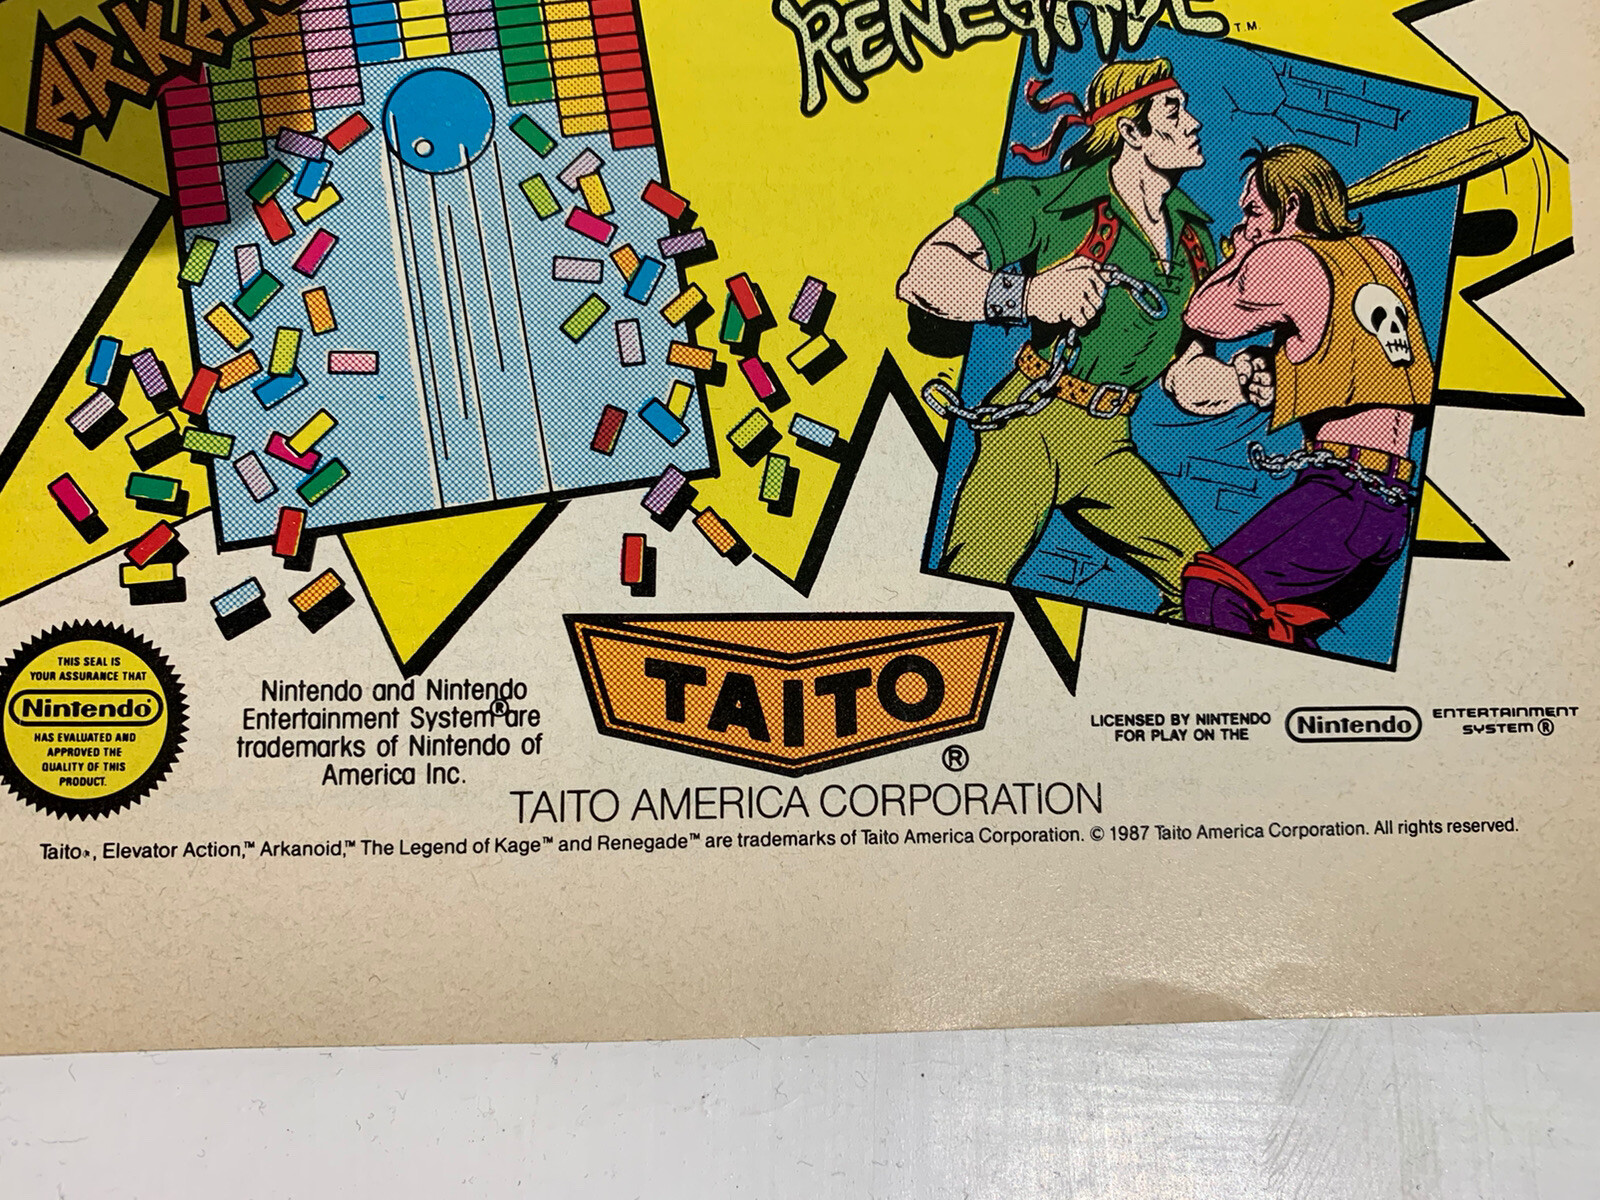 ARKAN
RENEGADE T.M.
THIS SEAL IS
YOUR ASSURANCE THAT
Nintendo
HAS EVALUATED AND
APPROVED THE
QUALITY OF THIS
PRODUCT.
Nintendo and Nintendo
Entertainment System® are
trademarks of Nintendo of
America Inc.
TAITO
®
LICENSED BY NINTENDO
FOR PLAY ON THE
Nintendo
ENTERTAINMENT
SYSTEM®
TAITO AMERICA CORPORATION
Taito®, Elevator Action,™ Arkanoid,™ The Legend of Kage™ and Renegade™ are trademarks of Taito America Corporation. © 1987 Taito America Corporation. All rights reserved.